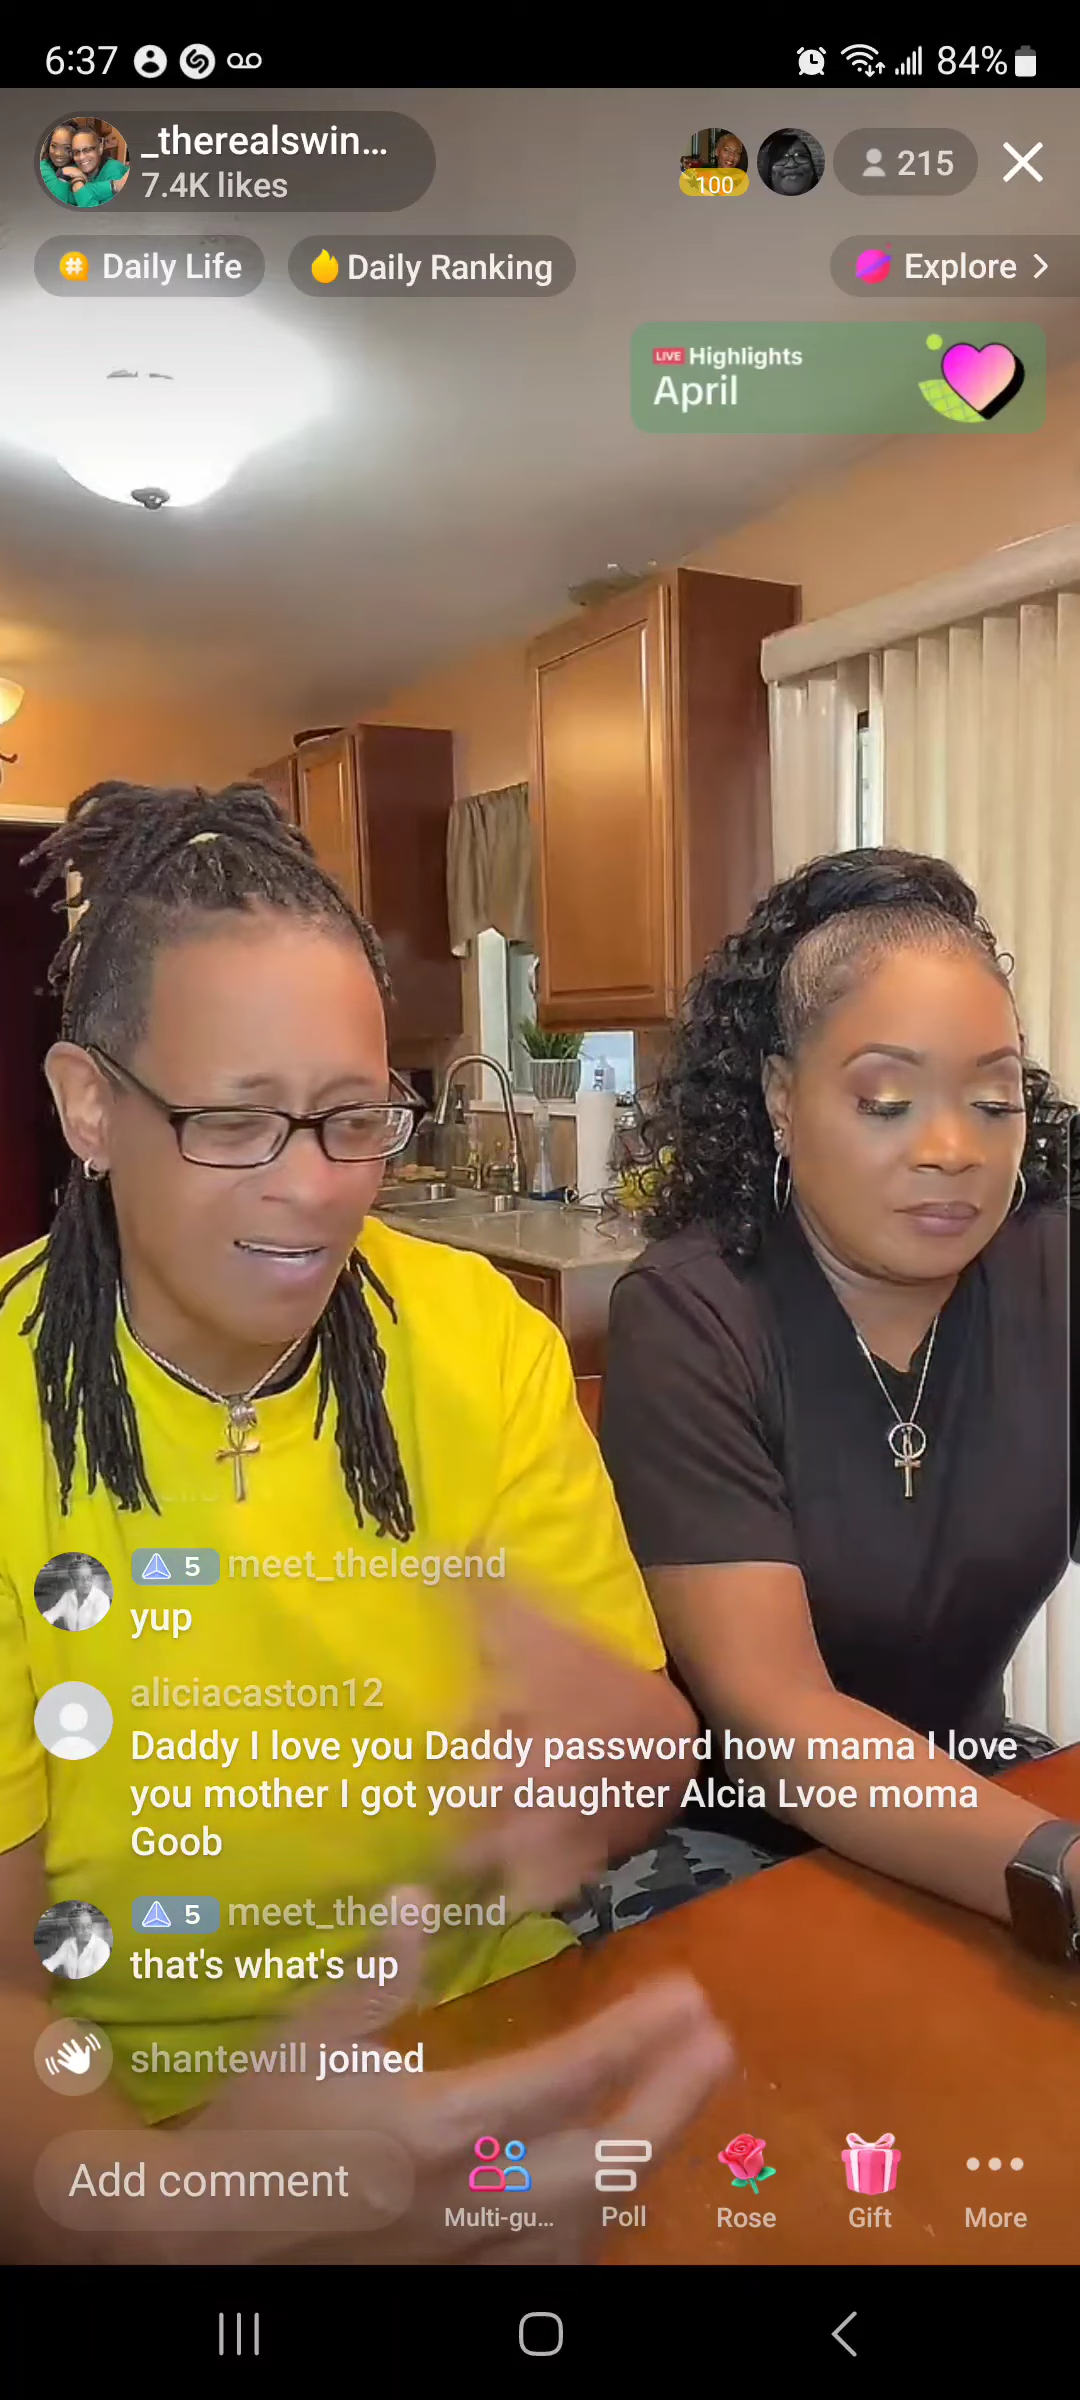 6:37 84%
_therealswin...
7.4K likes
100
215
Daily Life
Daily Ranking
Explore >
LIVE Highlights
April
5 meet_thelegend
yup
aliciacaston12
Daddy I love you Daddy password how mama I love
you mother I got your daughter Alcia Lvoe moma
Goob
5 meet_thelegend
that's what's up
shantewill joined
Add comment
Multi-gu...
Poll
Rose
Gift
More